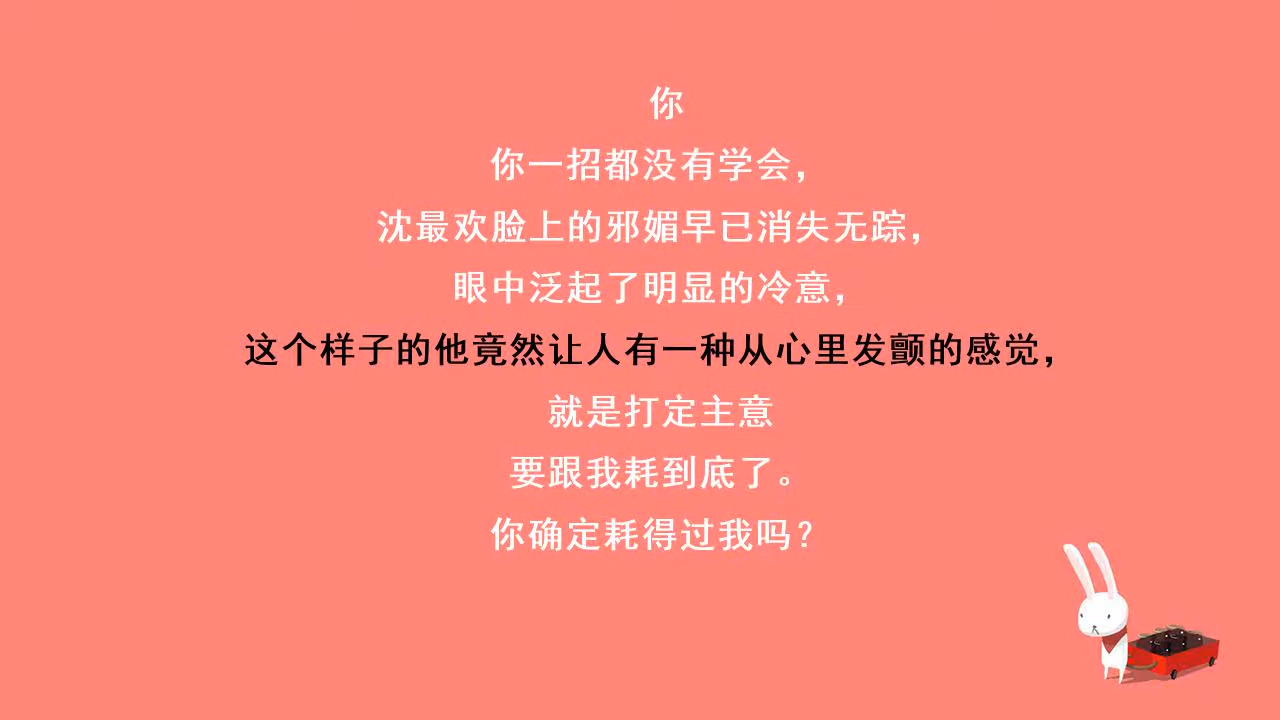 你
你一招都没有学会，
沈最欢脸上的邪媚早已消失无踪，
眼中泛起了明显的冷意，
这个样子的他竟然让人有一种从心里发颤的感觉，
就是打定主意
要跟我耗到底了。
你确定耗得过我吗？